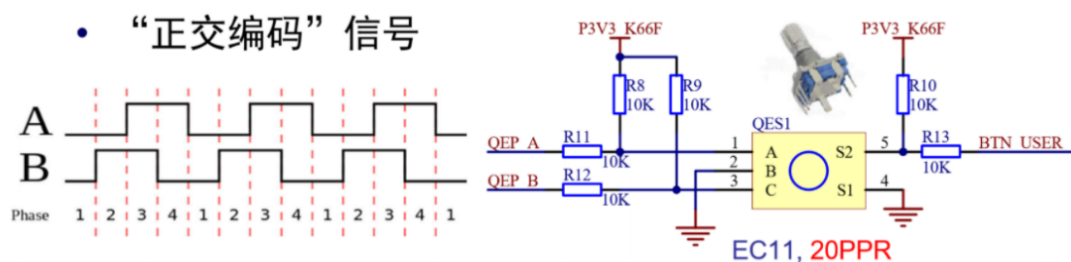 • “正交编码”信号
A
B
Phase 1 2 3 4 1 2 3 4 1 2 3 4 1
P3V3_K66F
P3V3_K66F
R8
10K
R9
10K
R10
10K
QES1
QEP_A
R11
10K
1
A
S2
5
R13
10K
BTN_USER
2
B
QEP_B
R12
10K
3
C
S1
4
EC11, 20PPR